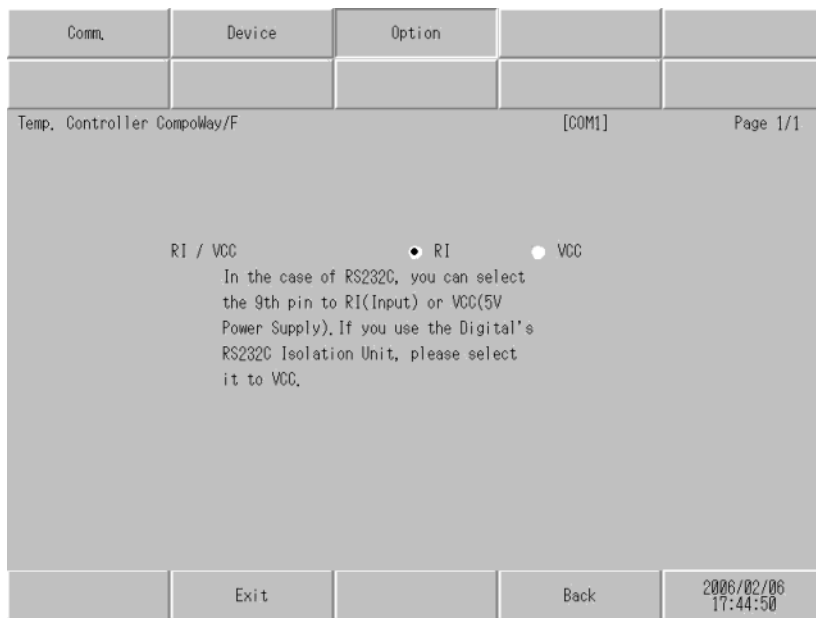 Comm. Device Option
Temp. Controller CompoWay/F [COM1] Page 1/1
RI / VCC RI VCC
In the case of RS232C, you can select
the 9th pin to RI(Input) or VCC(5V
Power Supply). If you use the Digital's
RS232C Isolation Unit, please select
it to VCC.
Exit Back 2006/02/06
17:44:50